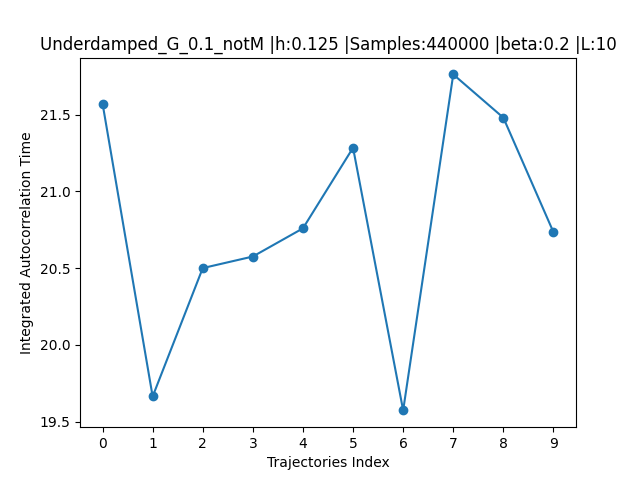 Underdamped_G_0.1_notM |h:0.125 |Samples:440000 |beta:0.2 |L:10
Integrated Autocorrelation Time
21.5
21.0
20.5
20.0
19.5
0 1 2 3 4 5 6 7 8 9
Trajectories Index